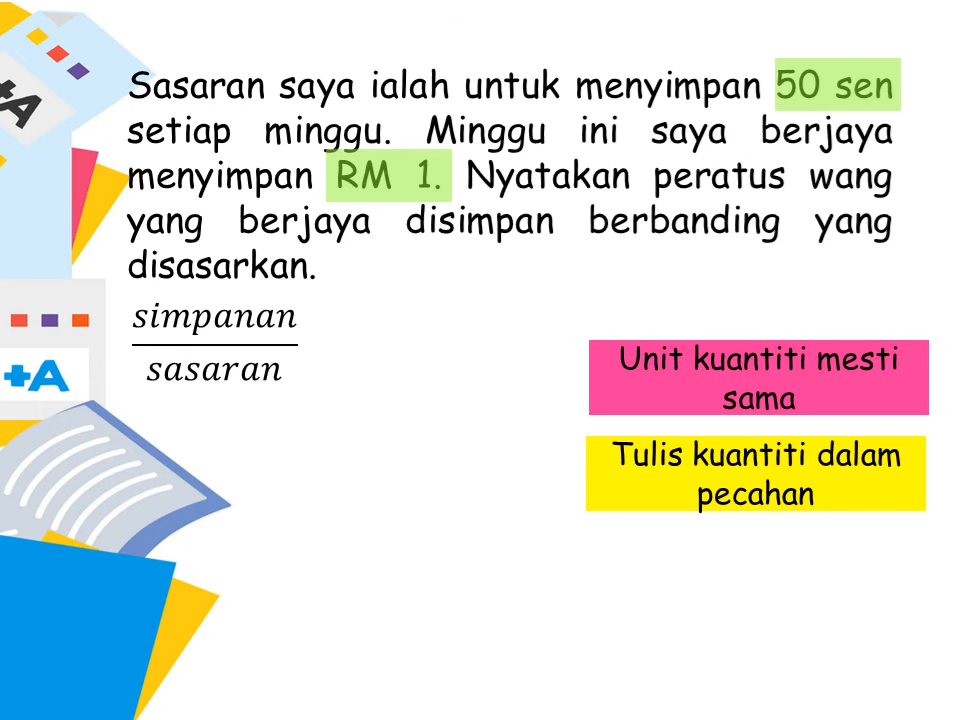 +A
Sasaran saya ialah untuk menyimpan 50 sen
setiap minggu. Minggu ini saya berjaya
menyimpan RM 1. Nyatakan peratus wang
yang berjaya disimpan berbanding yang
disasarkan.
simpanan
sasaran
+A
Unit kuantiti mesti
sama
Tulis kuantiti dalam
pecahan